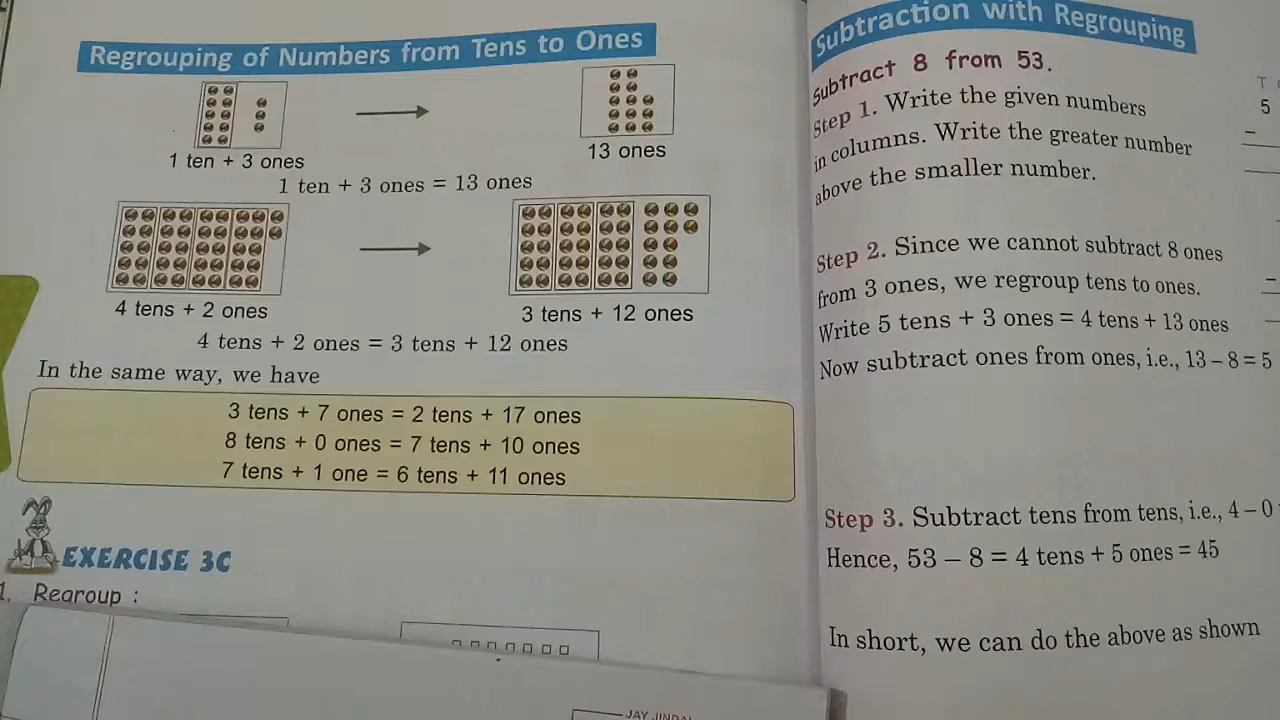 Regrouping of Numbers from Tens to Ones
1 ten + 3 ones
13 ones
1 ten + 3 ones = 13 ones
4 tens + 2 ones
3 tens + 12 ones
4 tens + 2 ones = 3 tens + 12 ones
In the same way, we have
3 tens + 7 ones = 2 tens + 17 ones
8 tens + 0 ones = 7 tens + 10 ones
7 tens + 1 one = 6 tens + 11 ones
EXERCISE 3C
1. Regroup :
JAY JINDAL
Subtraction with Regrouping
Subtract 8 from 53.
Step 1. Write the given numbers
in columns. Write the greater number
above the smaller number.
T
5
–
Step 2. Since we cannot subtract 8 ones
from 3 ones, we regroup tens to ones.
Write 5 tens + 3 ones = 4 tens + 13 ones
Now subtract ones from ones, i.e., 13 – 8 = 5
–
Step 3. Subtract tens from tens, i.e., 4 – 0
Hence, 53 – 8 = 4 tens + 5 ones = 45
In short, we can do the above as shown